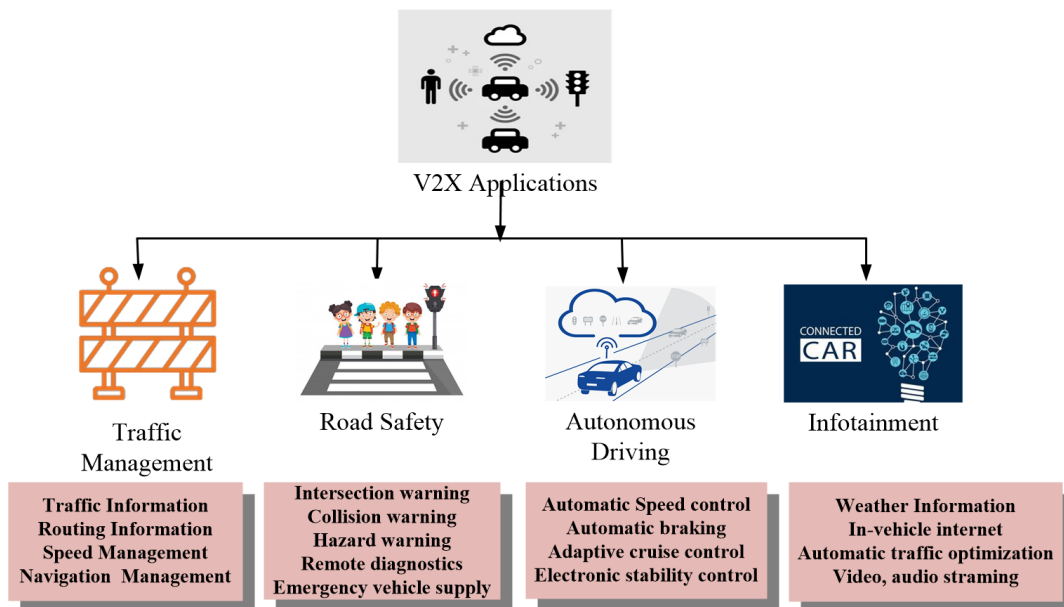 V2X Applications
CONNECTED
CAR
Traffic
Management
Road Safety
Autonomous
Driving
Infotainment
Traffic Information
Routing Information
Speed Management
Navigation Management
Intersection warning
Collision warning
Hazard warning
Remote diagnostics
Emergency vehicle supply
Automatic Speed control
Automatic braking
Adaptive cruise control
Electronic stability control
Weather Information
In-vehicle internet
Automatic traffic optimization
Video, audio straming